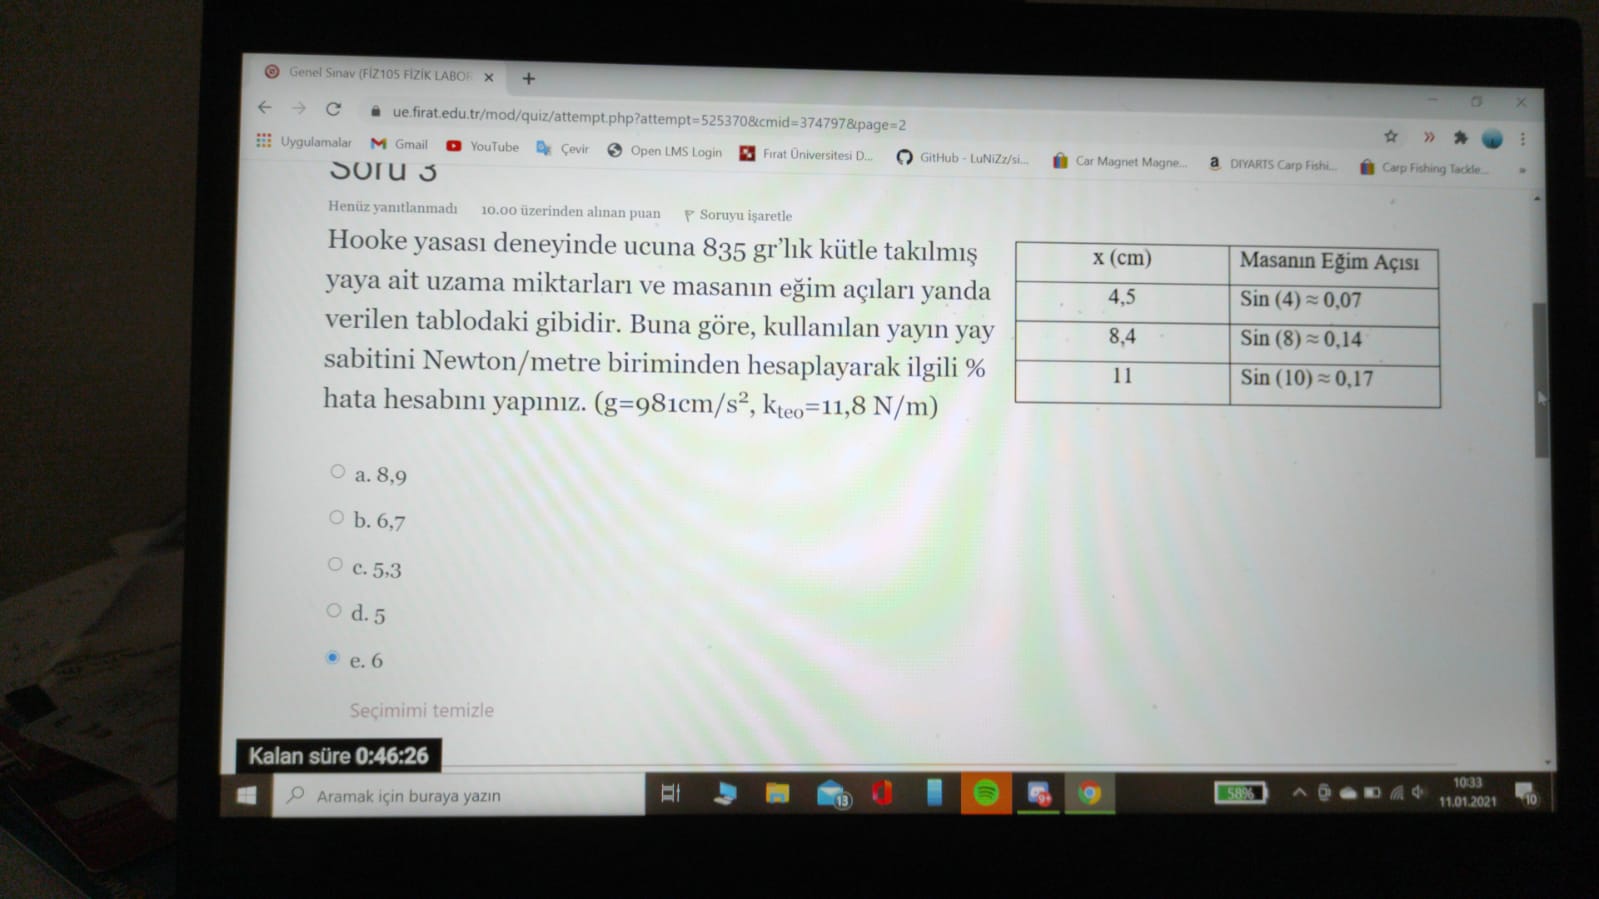 Genel Sınav (FİZ105 FİZİK LABOR
ue.firat.edu.tr/mod/quiz/attempt.php?attempt=525370&cmid=374797&page=2
Uygulamalar Gmail YouTube Çevir Open LMS Login Fırat Üniversitesi D... GitHub - LuNiZz/si... Car Magnet Magne... DIYARTS Carp Fishi... Carp Fishing Tackle...
Soru 3
Henüz yanıtlanmadı 10.00 üzerinden alınan puan Soruyu işaretle
Hooke yasası deneyinde ucuna 835 gr'lık kütle takılmış
yaya ait uzama miktarları ve masanın eğim açıları yanda
verilen tablodaki gibidir. Buna göre, kullanılan yayın yay
sabitini Newton/metre biriminden hesaplayarak ilgili %
hata hesabını yapınız. (g=981cm/s², kteo=11,8 N/m)
x (cm) Masanın Eğim Açısı
4,5 Sin (4) ≈ 0,07
8,4 Sin (8) ≈ 0,14
11 Sin (10) ≈ 0,17
a. 8,9
b. 6,7
c. 5,3
d. 5
e. 6
Seçimimi temizle
Kalan süre 0:46:26
Aramak için buraya yazın
13
9+
58%
10:33
11.01.2021
10